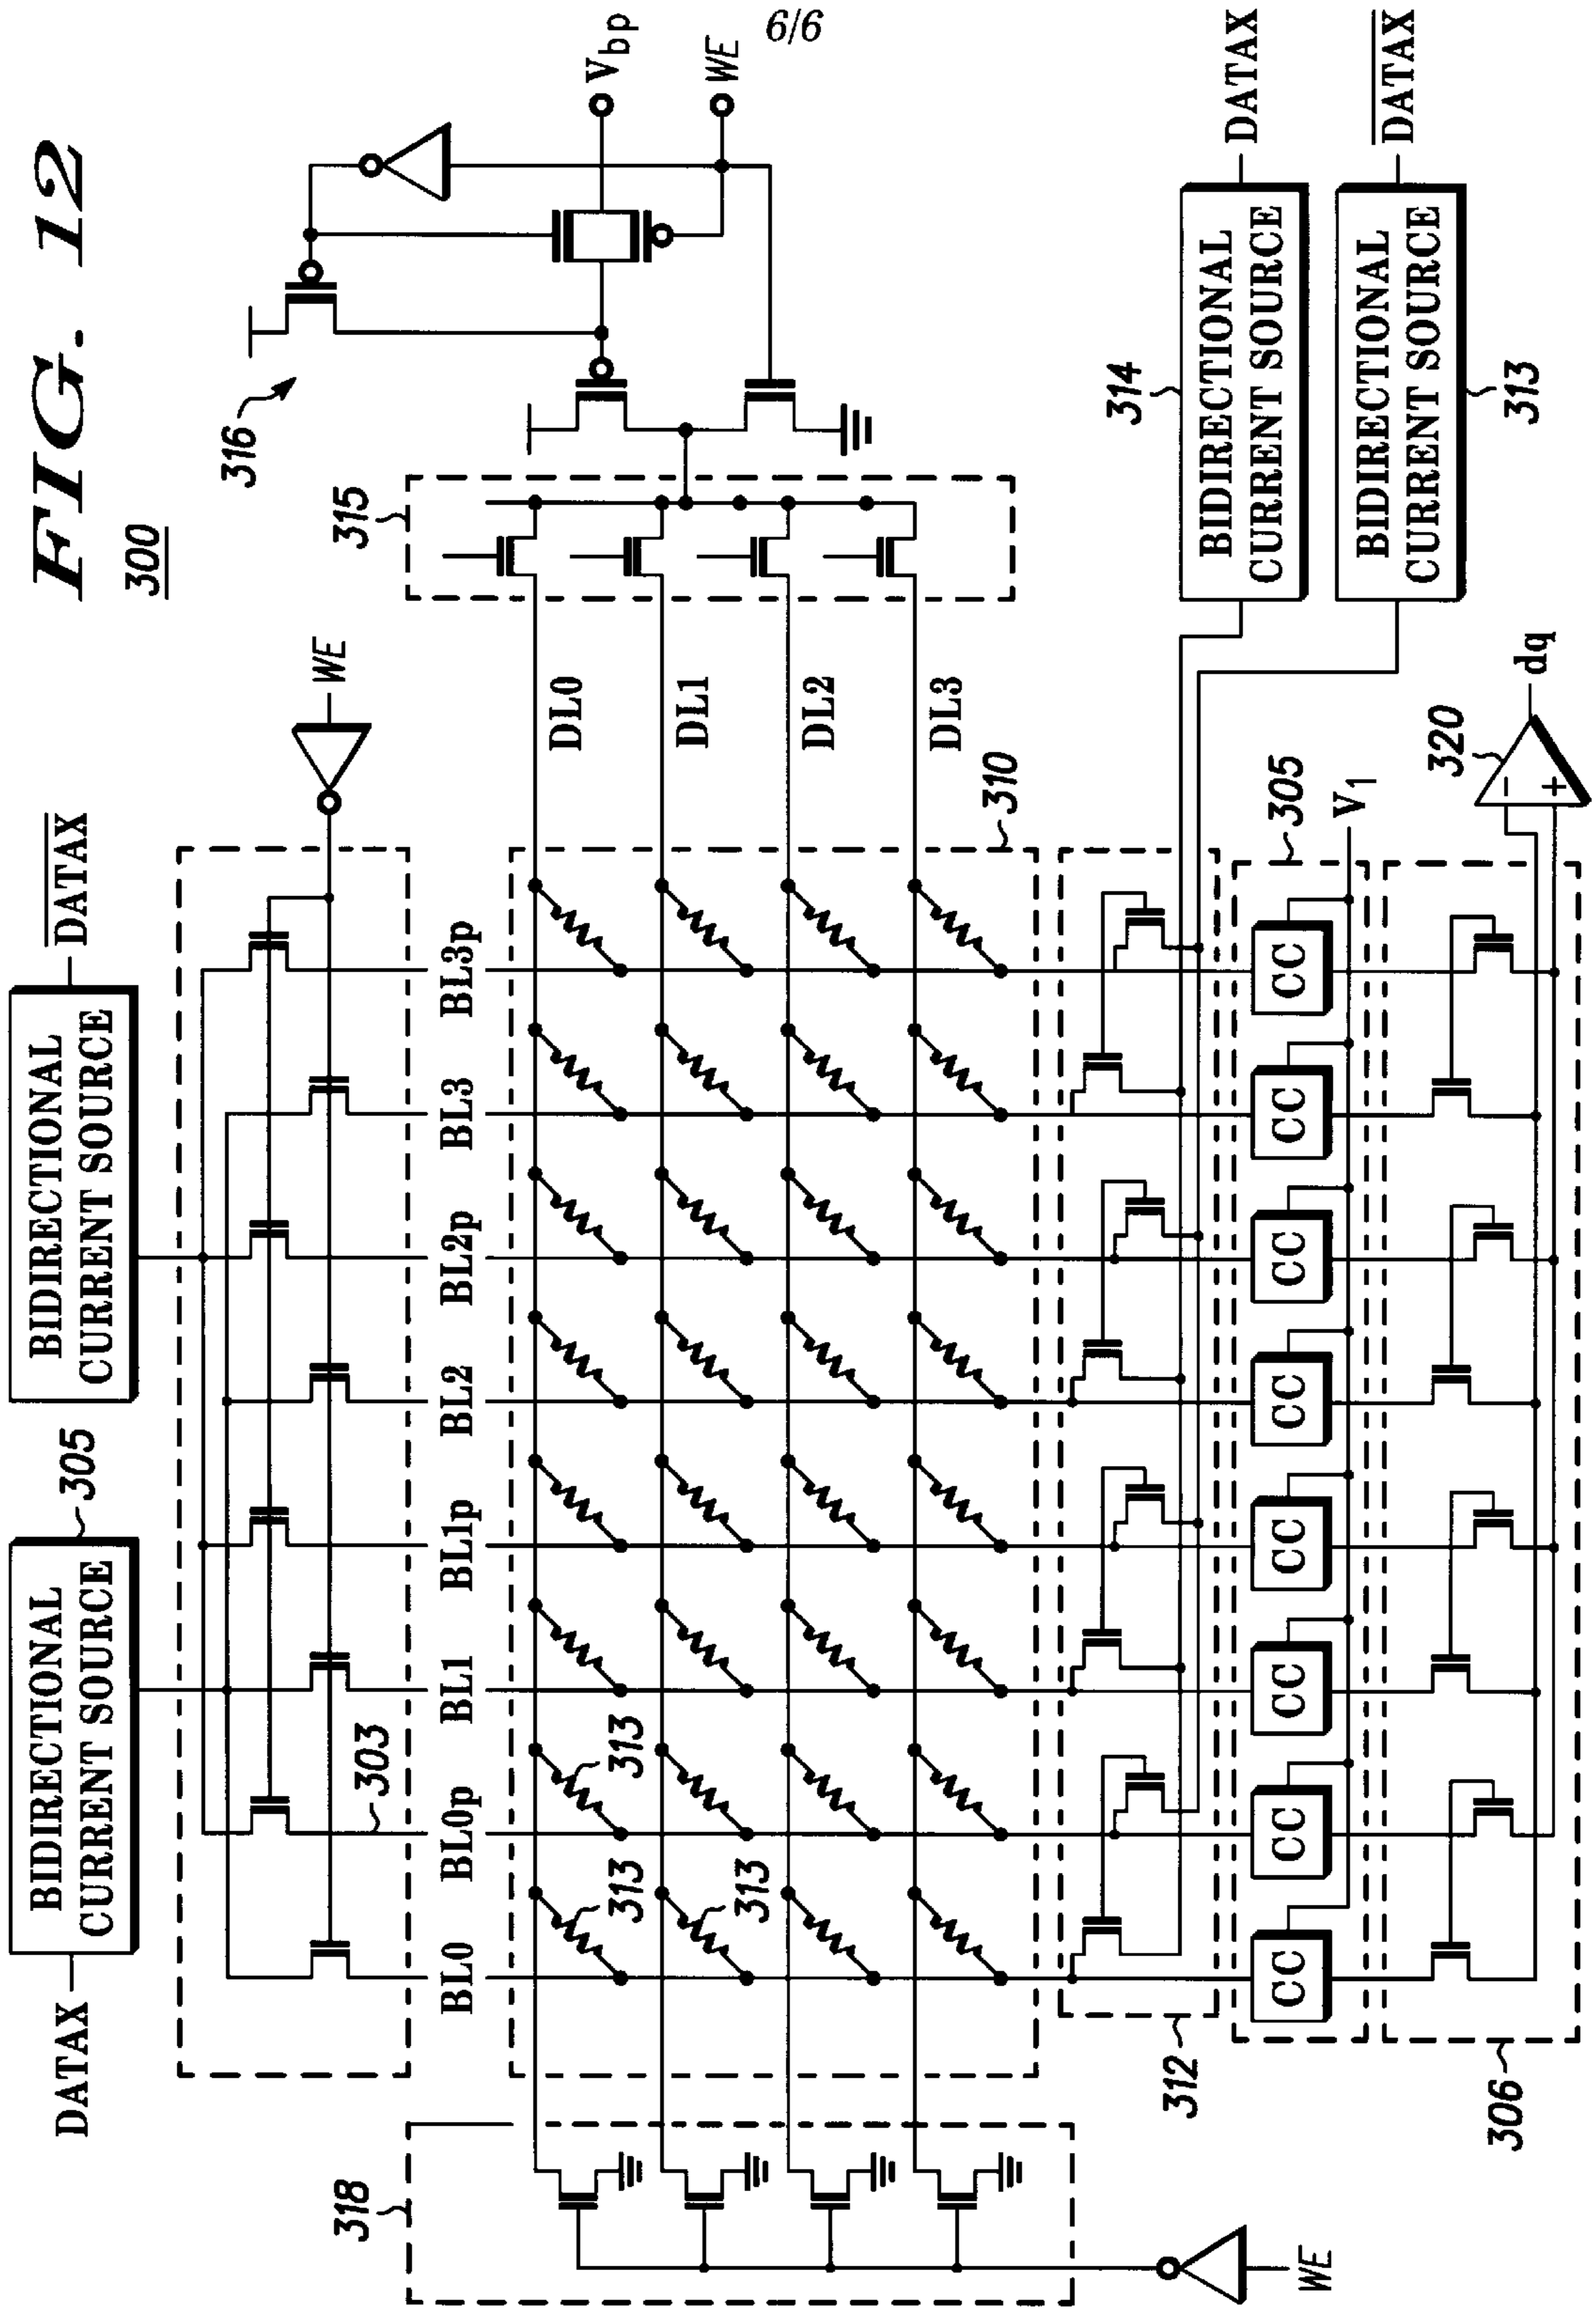 6/6
FIG. 12
300
BIDIRECTIONAL
CURRENT SOURCE
DATAX
305
BIDIRECTIONAL
CURRENT SOURCE
DATAX
WE
303
BL0
BL0p
BL1
BL1p
BL2
BL2p
BL3
BL3p
316
Vbp
WE
315
DL0
DL1
DL2
DL3
310
313
313
313
318
WE
312
314
BIDIRECTIONAL
CURRENT SOURCE
DATAX
BIDIRECTIONAL
CURRENT SOURCE
DATAX
313
305
V1
CC
CC
CC
CC
CC
CC
CC
CC
306
320
−
+
dq